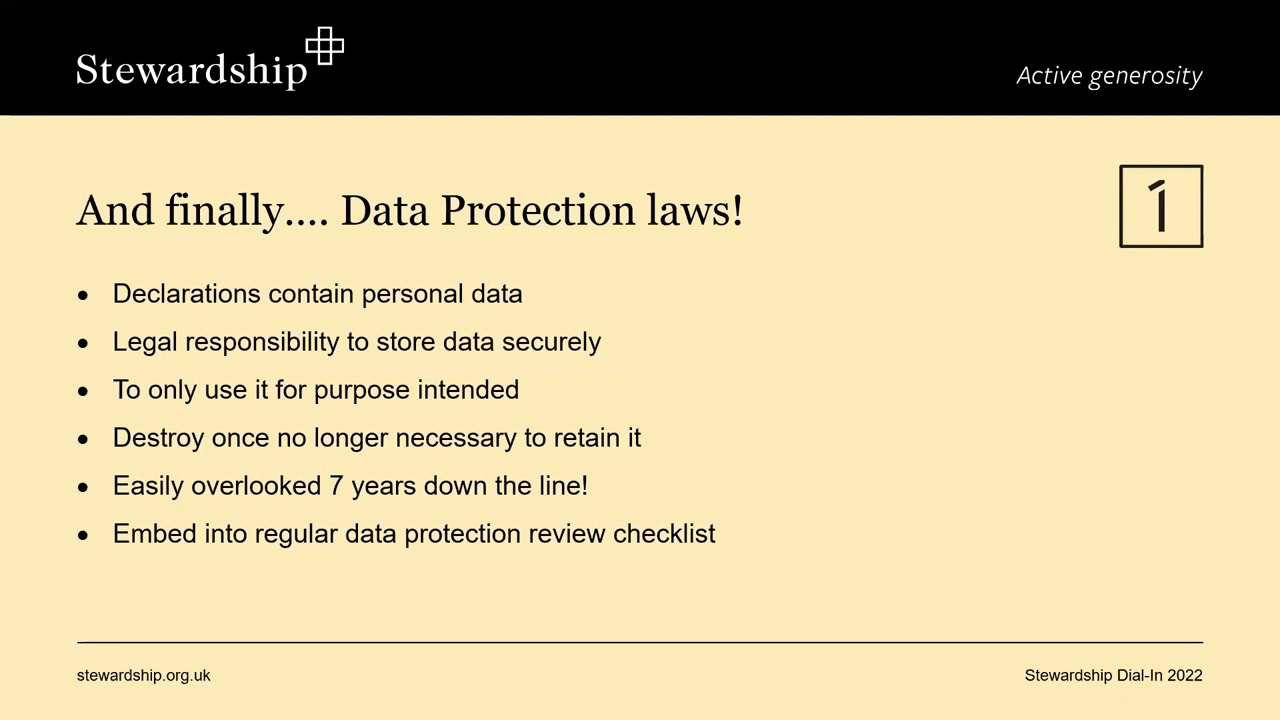 Stewardship
Active generosity
And finally.... Data Protection laws!
1
• Declarations contain personal data
• Legal responsibility to store data securely
• To only use it for purpose intended
• Destroy once no longer necessary to retain it
• Easily overlooked 7 years down the line!
• Embed into regular data protection review checklist
stewardship.org.uk
Stewardship Dial-In 2022